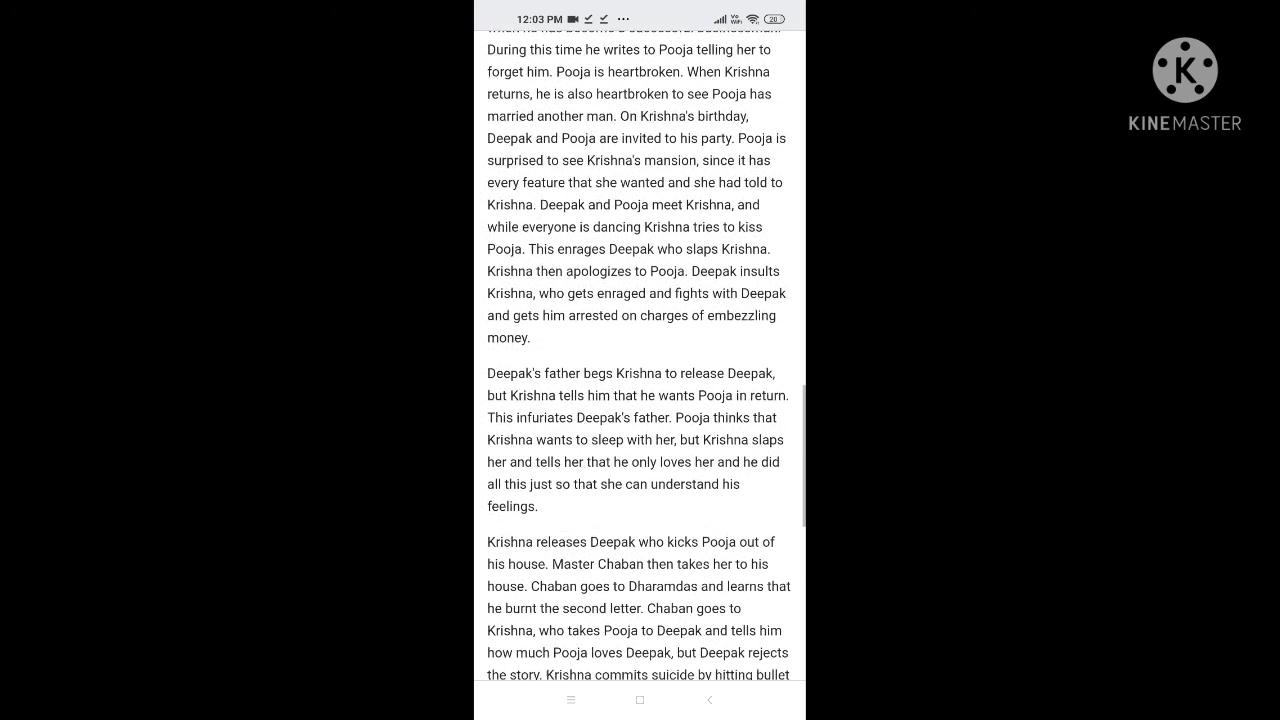 12:03 PM
Vo WiFi
20
During this time he writes to Pooja telling her to
forget him. Pooja is heartbroken. When Krishna
returns, he is also heartbroken to see Pooja has
married another man. On Krishna's birthday,
Deepak and Pooja are invited to his party. Pooja is
surprised to see Krishna's mansion, since it has
every feature that she wanted and she had told to
Krishna. Deepak and Pooja meet Krishna, and
while everyone is dancing Krishna tries to kiss
Pooja. This enrages Deepak who slaps Krishna.
Krishna then apologizes to Pooja. Deepak insults
Krishna, who gets enraged and fights with Deepak
and gets him arrested on charges of embezzling
money.
Deepak's father begs Krishna to release Deepak,
but Krishna tells him that he wants Pooja in return.
This infuriates Deepak's father. Pooja thinks that
Krishna wants to sleep with her, but Krishna slaps
her and tells her that he only loves her and he did
all this just so that she can understand his
feelings.
Krishna releases Deepak who kicks Pooja out of
his house. Master Chaban then takes her to his
house. Chaban goes to Dharamdas and learns that
he burnt the second letter. Chaban goes to
Krishna, who takes Pooja to Deepak and tells him
how much Pooja loves Deepak, but Deepak rejects
the story. Krishna commits suicide by hitting bullet
K
KINEMASTER